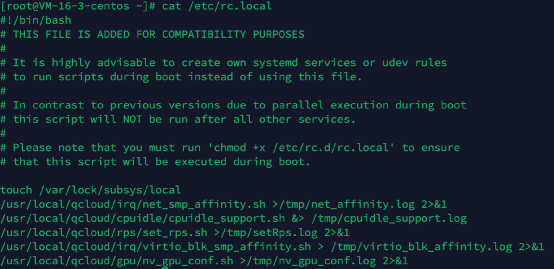 [root@VM-16-3-centos ~]# cat /etc/rc.local
#!/bin/bash
# THIS FILE IS ADDED FOR COMPATIBILITY PURPOSES
#
# It is highly advisable to create own systemd services or udev rules
# to run scripts during boot instead of using this file.
#
# In contrast to previous versions due to parallel execution during boot
# this script will NOT be run after all other services.
#
# Please note that you must run 'chmod +x /etc/rc.d/rc.local' to ensure
# that this script will be executed during boot.

touch /var/lock/subsys/local
/usr/local/qcloud/irq/net_smp_affinity.sh >/tmp/net_affinity.log 2>&1
/usr/local/qcloud/cpuidle/cpuidle_support.sh &> /tmp/cpuidle_support.log
/usr/local/qcloud/rps/set_rps.sh >/tmp/setRps.log 2>&1
/usr/local/qcloud/irq/virtio_blk_smp_affinity.sh > /tmp/virtio_blk_affinity.log 2>&1
/usr/local/qcloud/gpu/nv_gpu_conf.sh >/tmp/nv_gpu_conf.log 2>&1